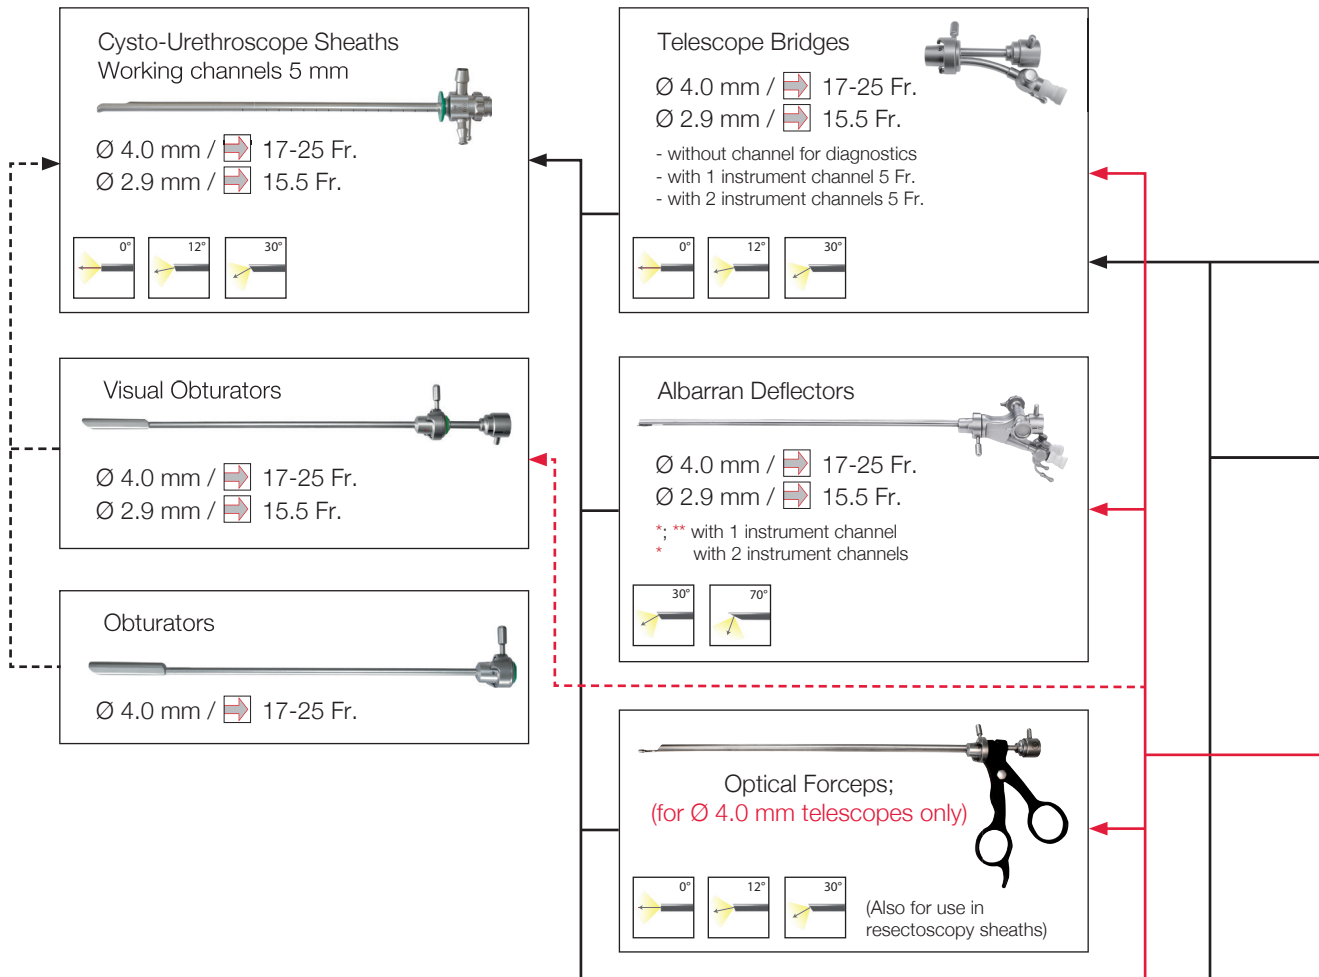 Cysto-Urethroscope Sheaths
Working channels 5 mm
Ø 4.0 mm / 17-25 Fr.
Ø 2.9 mm / 15.5 Fr.
0° 12° 30°
Visual Obturators
Ø 4.0 mm / 17-25 Fr.
Ø 2.9 mm / 15.5 Fr.
Obturators
Ø 4.0 mm / 17-25 Fr.
Telescope Bridges
Ø 4.0 mm / 17-25 Fr.
Ø 2.9 mm / 15.5 Fr.
- without channel for diagnostics
- with 1 instrument channel 5 Fr.
- with 2 instrument channels 5 Fr.
0° 12° 30°
Albarran Deflectors
Ø 4.0 mm / 17-25 Fr.
Ø 2.9 mm / 15.5 Fr.
*; ** with 1 instrument channel
* with 2 instrument channels
30° 70°
Optical Forceps;
(for Ø 4.0 mm telescopes only)
0° 12° 30°
(Also for use in
resectoscopy sheaths)